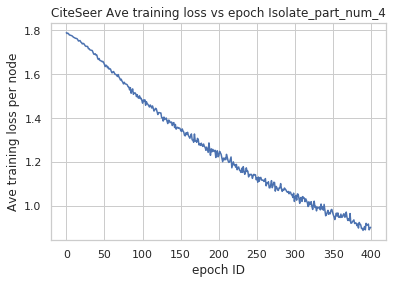 CiteSeer Ave training loss vs epoch Isolate_part_num_4
Ave training loss per node
1.8
1.6
1.4
1.2
1.0
0 50 100 150 200 250 300 350 400
epoch ID